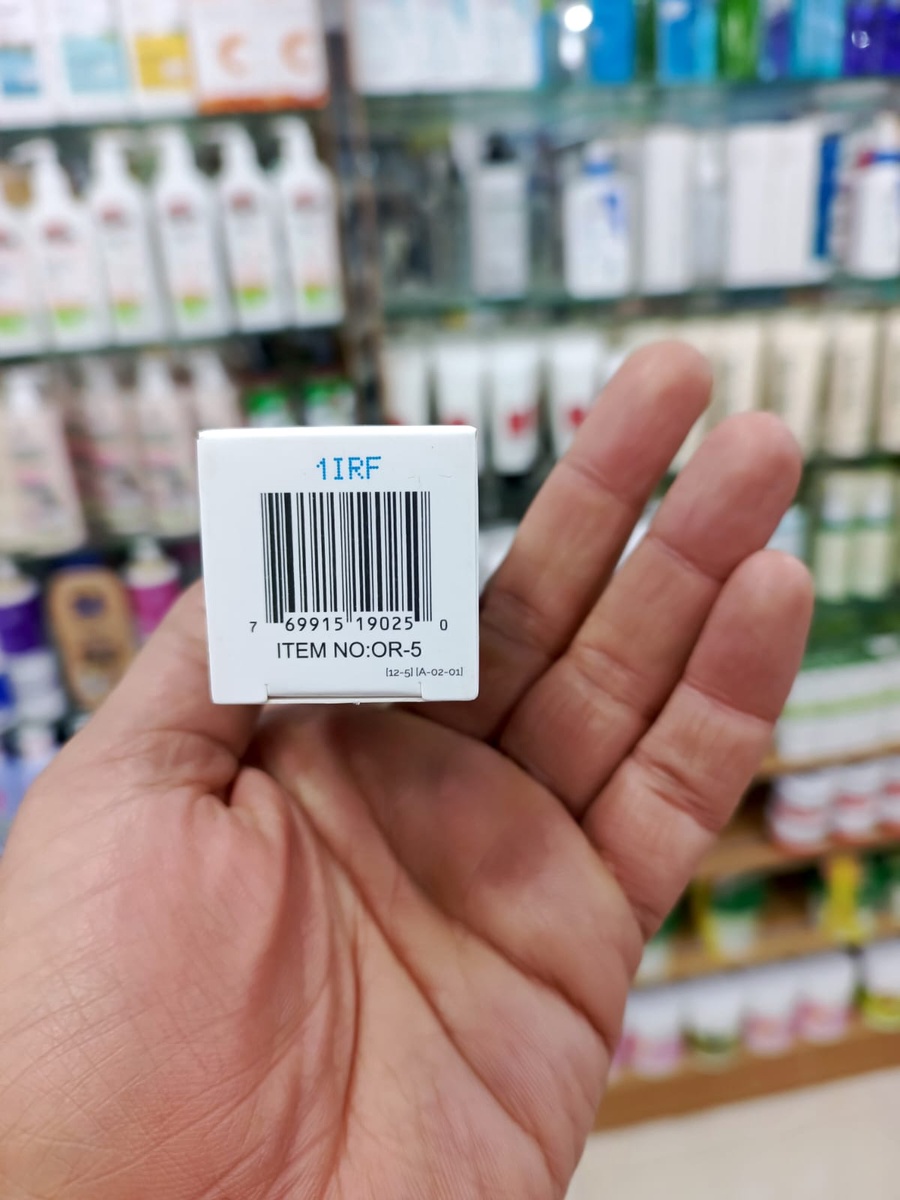 1IRF
7 69915 19025 0
ITEM NO:OR-5
[12-5] [A-02-01]